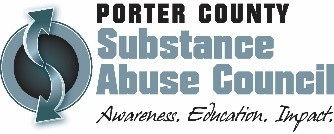 PORTER COUNTY
Substance
Abuse Council
Awareness. Education. Impact.